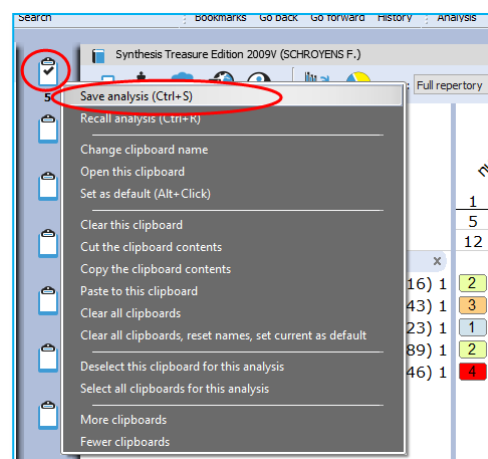 Search Bookmarks Go back Go forward History Analysis
Synthesis Treasure Edition 2009V (SCHROYENS F.)
Full repertory
5
Save analysis (Ctrl+S)
Recall analysis (Ctrl+R)
Change clipboard name
Open this clipboard
Set as default (Alt+Click)
Clear this clipboard
Cut the clipboard contents
Copy the clipboard contents
Paste to this clipboard
Clear all clipboards
Clear all clipboards, reset names, set current as default
Deselect this clipboard for this analysis
Select all clipboards for this analysis
More clipboards
Fewer clipboards
1
5
12
x
16) 1 2
43) 1 3
23) 1 1
89) 1 2
46) 1 4